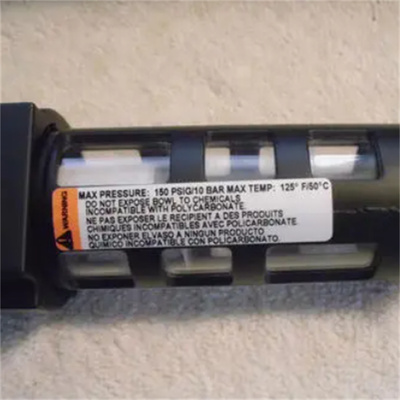 WARNING
MAX PRESSURE: 150 PSIG/10 BAR MAX TEMP: 125° F/50°C
DO NOT EXPOSE BOWL TO CHEMICALS
INCOMPATIBLE WITH POLYCARBONATE.
NE PAS EXPOSER LE RECIPIENT A DES PRODUITS
CHIMIQUES INCOMPATIBLES AU POLYCARBONATE.
NO EXPONER ELVASO A NINGUN PRODUCTO
QUIMICO INCOMPATIBLE CON POLICARBONATE.